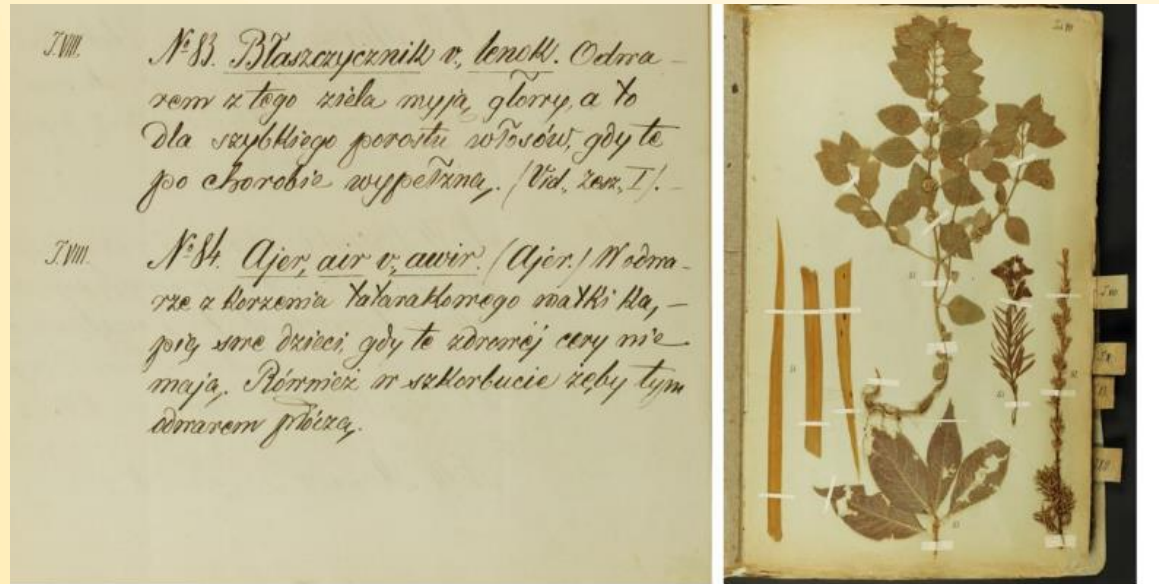 T.VIII. № 83. Błaszczycznik v., lenok. Odwa-
rem z tego ziela myją głowy, a to
dla szybkiego porostu włosów, gdy te
po chorobie wypełzną. (Vid., Zesz., I). -
T.VIII. № 84. Ajer, air v., awir. (Ajer.) W odwa-
rze z korzenia tatarakowego matki ką,-
pią swe dzieci, gdy te zdrowéj cery nie
mają. Również w szkorbucie zęby tym
odwarem płóczą.